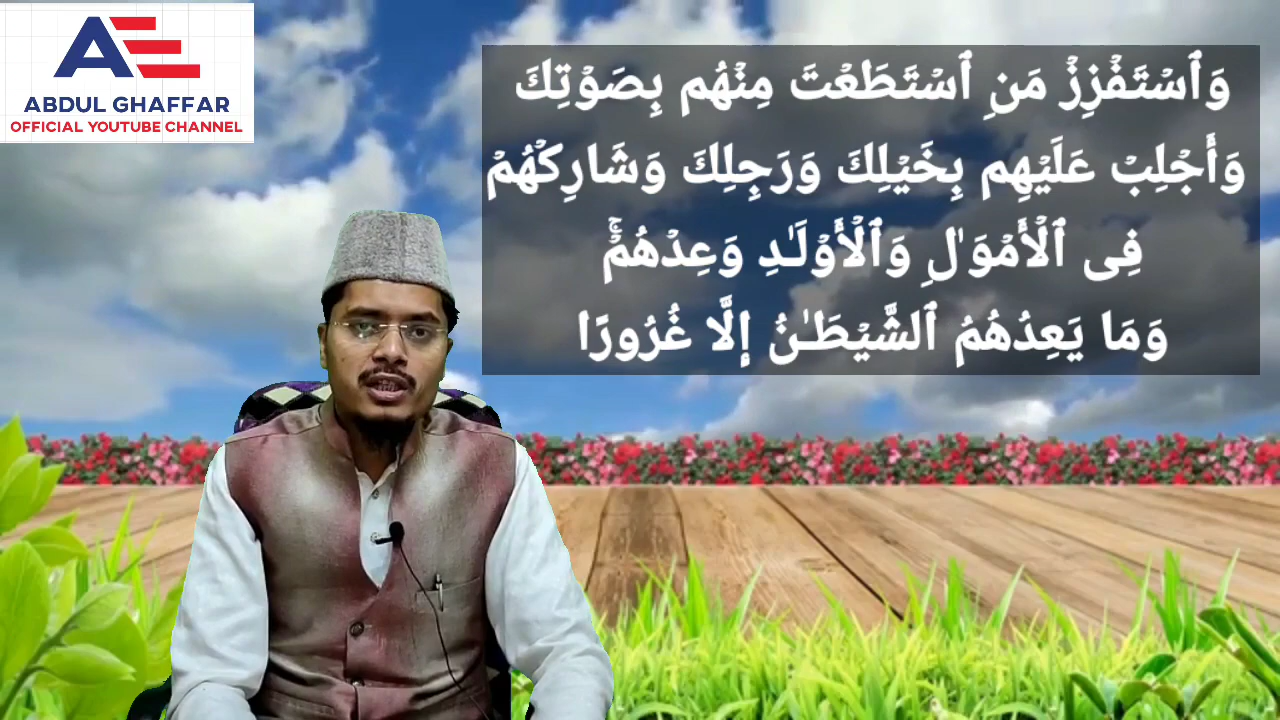 AE
ABDUL GHAFFAR
OFFICIAL YOUTUBE CHANNEL
وَٱسْتَفْزِزْ مَنِ ٱسْتَطَعْتَ مِنْهُم بِصَوْتِكَ
وَأَجْلِبْ عَلَيْهِم بِخَيْلِكَ وَرَجِلِكَ وَشَارِكْهُمْ
فِى ٱلْأَمْوَٰلِ وَٱلْأَوْلَـٰدِ وَعِدْهُمْۚ
وَمَا يَعِدُهُمُ ٱلشَّيْطَـٰنُ إِلَّا غُرُورًا